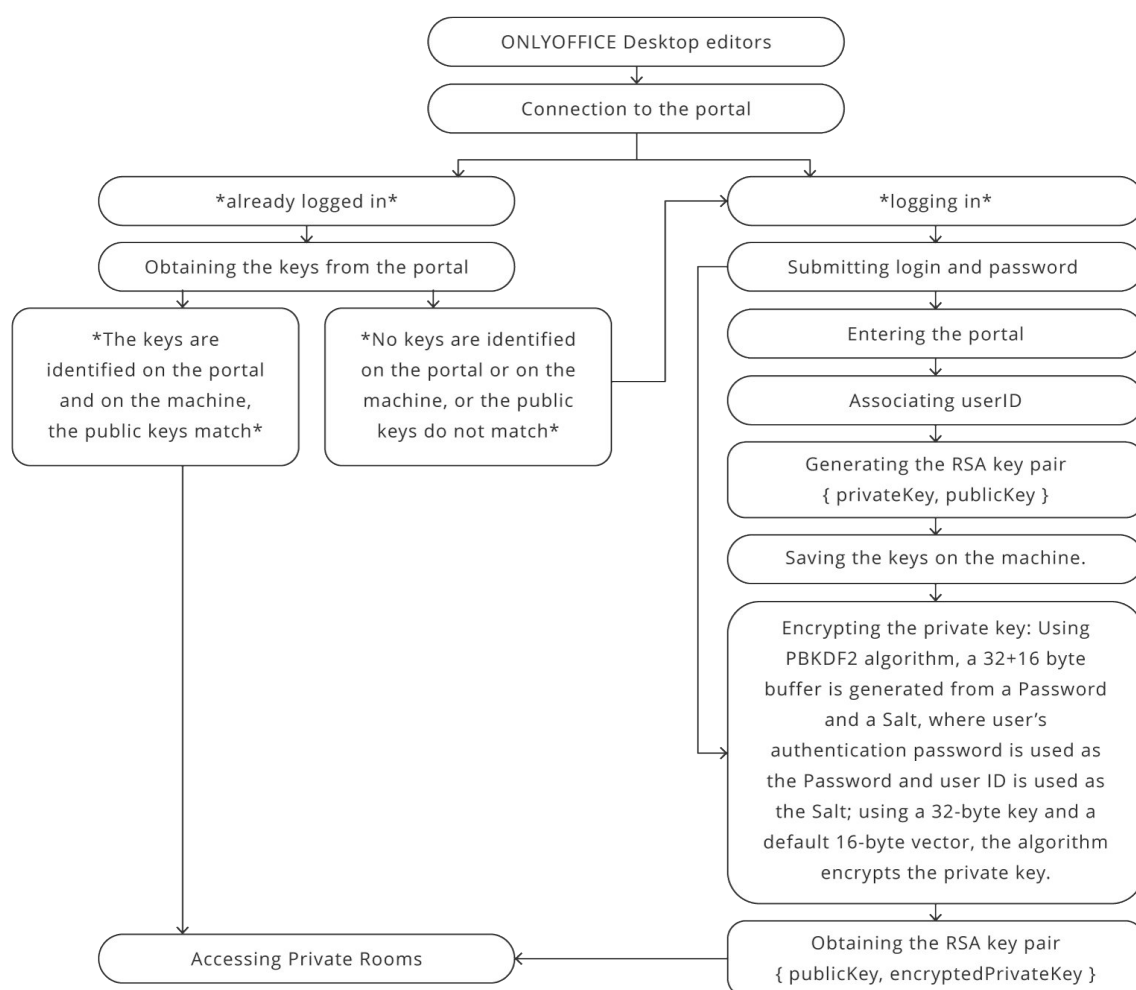 ONLYOFFICE Desktop editors
Connection to the portal
*already logged in*
*logging in*
Obtaining the keys from the portal
Submitting login and password
*The keys are
identified on the portal
and on the machine,
the public keys match*
*No keys are identified
on the portal or on the
machine, or the public
keys do not match*
Entering the portal
Associating userID
Generating the RSA key pair
{ privateKey, publicKey }
Saving the keys on the machine.
Encrypting the private key: Using
PBKDF2 algorithm, a 32+16 byte
buffer is generated from a Password
and a Salt, where user’s
authentication password is used as
the Password and user ID is used as
the Salt; using a 32-byte key and a
default 16-byte vector, the algorithm
encrypts the private key.
Accessing Private Rooms
Obtaining the RSA key pair
{ publicKey, encryptedPrivateKey }